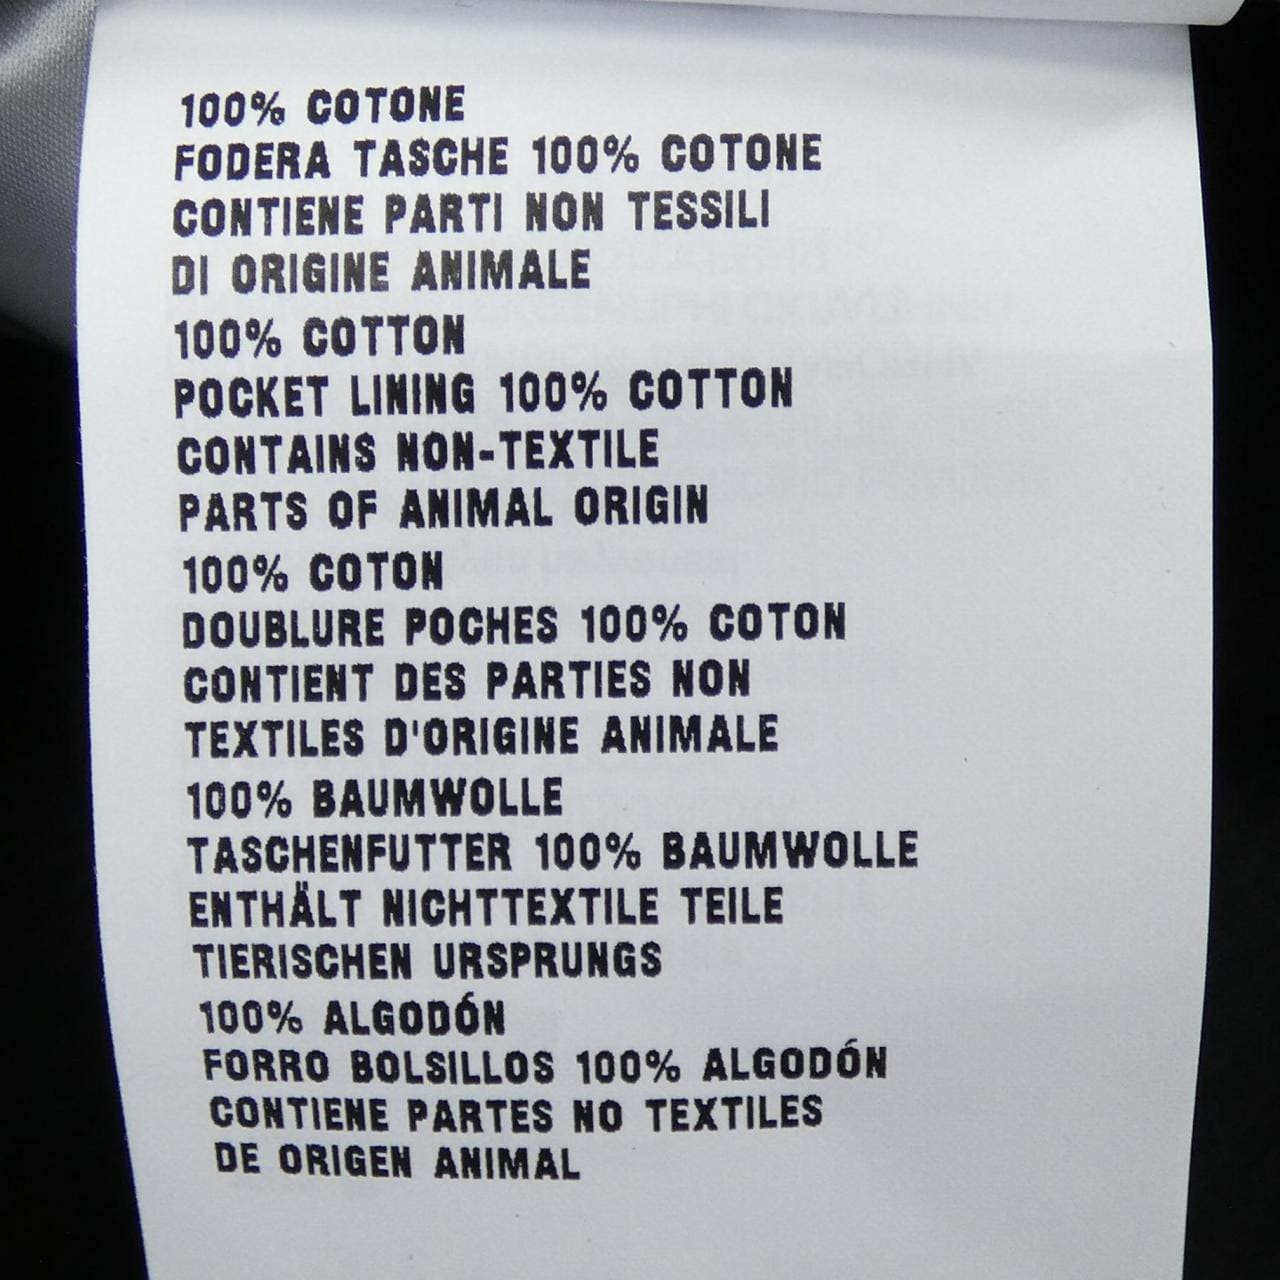 100% COTONE
FODERA TASCHE 100% COTONE
CONTIENE PARTI NON TESSILI
DI ORIGINE ANIMALE
100% COTTON
POCKET LINING 100% COTTON
CONTAINS NON-TEXTILE
PARTS OF ANIMAL ORIGIN
100% COTON
DOUBLURE POCHES 100% COTON
CONTIENT DES PARTIES NON
TEXTILES D'ORIGINE ANIMALE
100% BAUMWOLLE
TASCHENFUTTER 100% BAUMWOLLE
ENTHÄLT NICHTTEXTILE TEILE
TIERISCHEN URSPRUNGS
100% ALGODÓN
FORRO BOLSILLOS 100% ALGODÓN
CONTIENE PARTES NO TEXTILES
DE ORIGEN ANIMAL